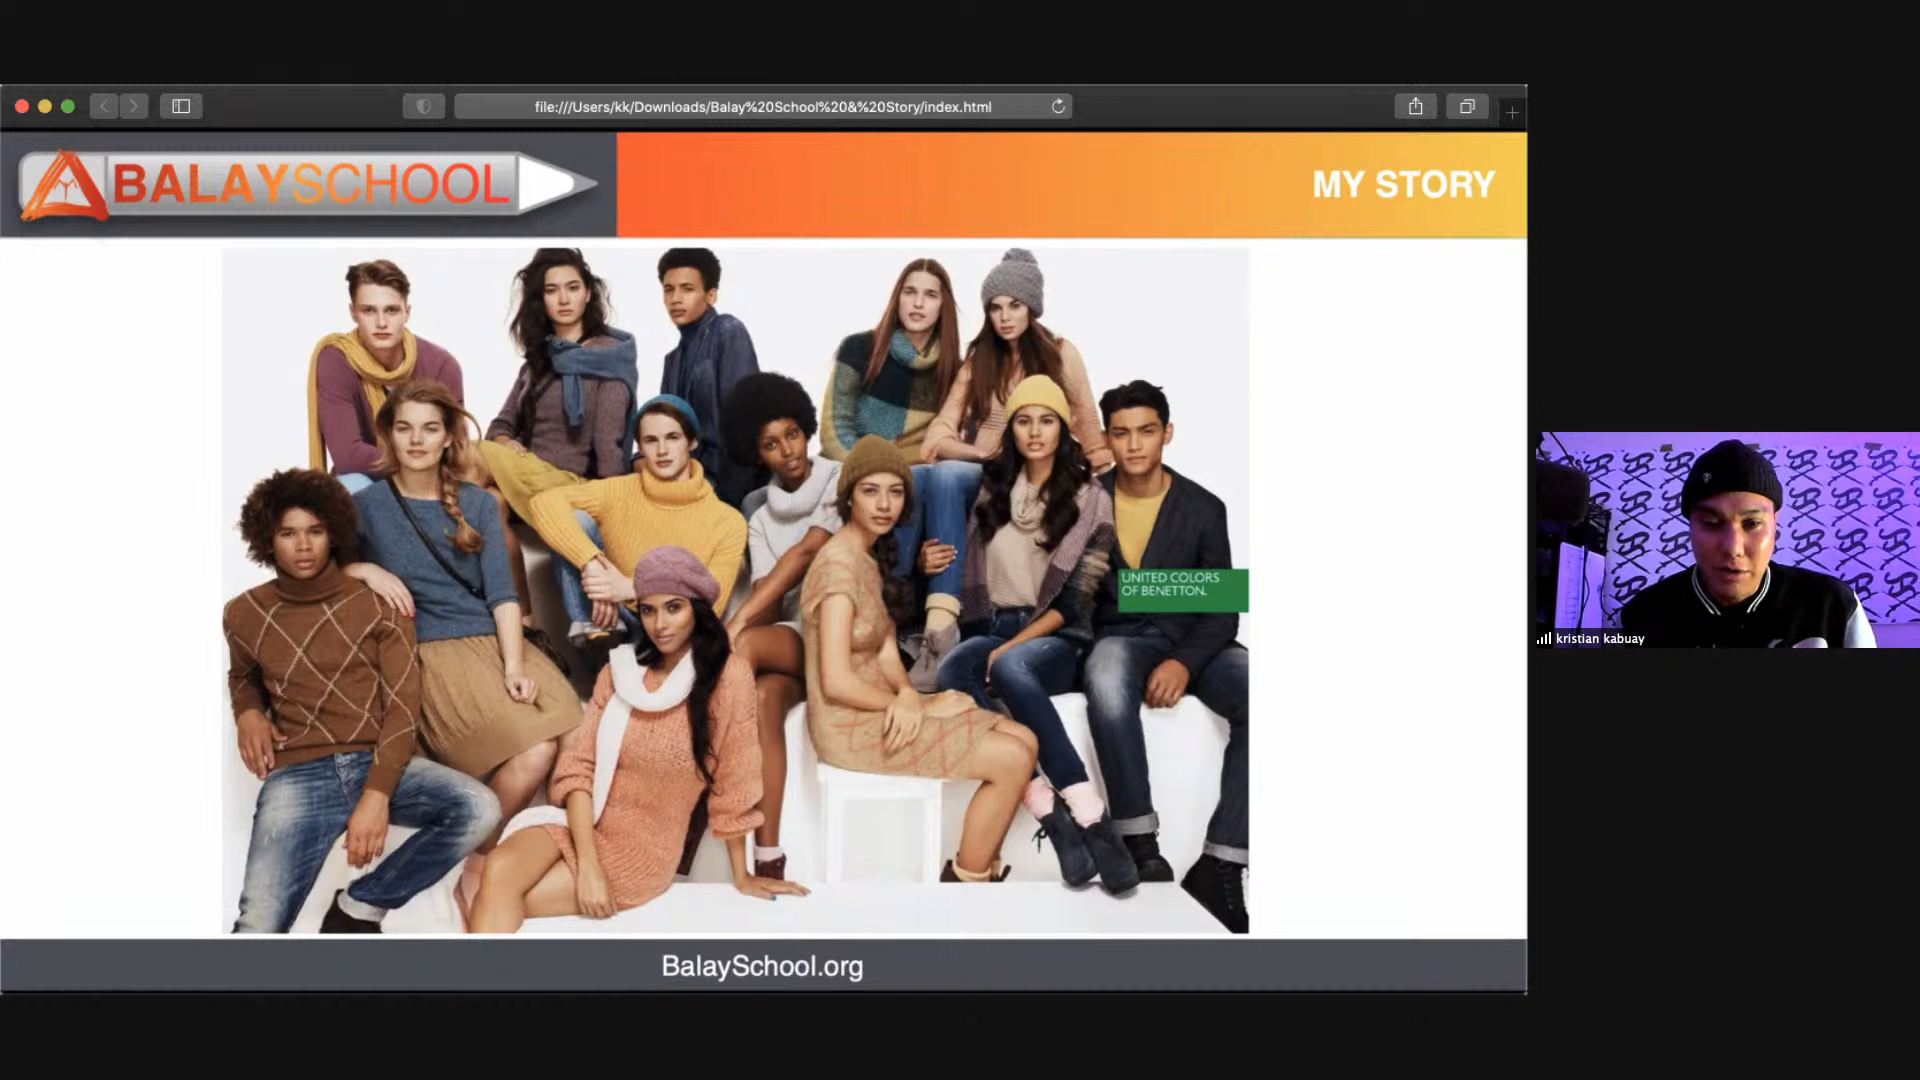 file:///Users/kk/Downloads/Balay%20School%20&%20Story/index.html
BALAYSCHOOL
MY STORY
UNITED COLORS
OF BENETTON.
kristian kabuay
BalaySchool.org